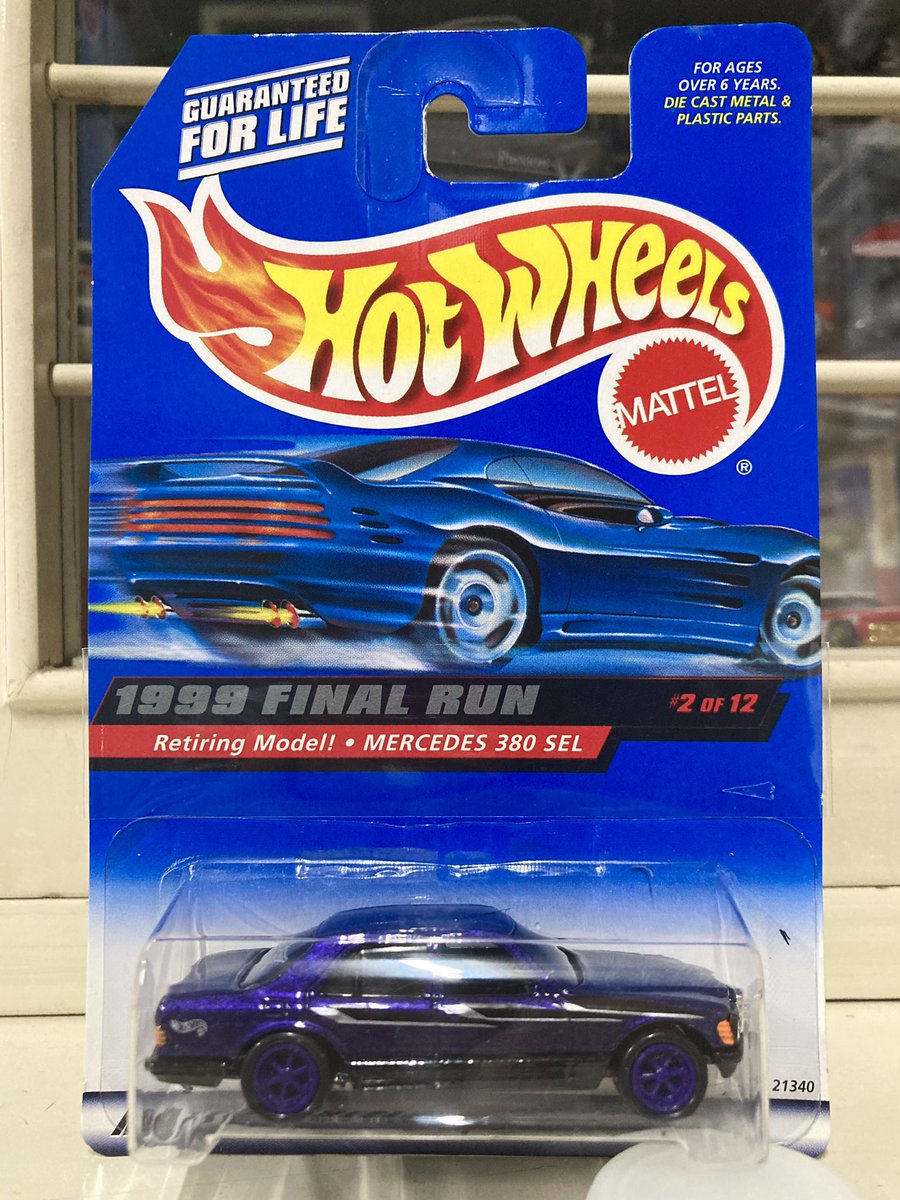 GUARANTEED
FOR LIFE
FOR AGES
OVER 6 YEARS.
DIE CAST METAL &
PLASTIC PARTS.
HOT WHEELS
MATTEL
®
1999 FINAL RUN
#2 OF 12
Retiring Model! • MERCEDES 380 SEL
21340